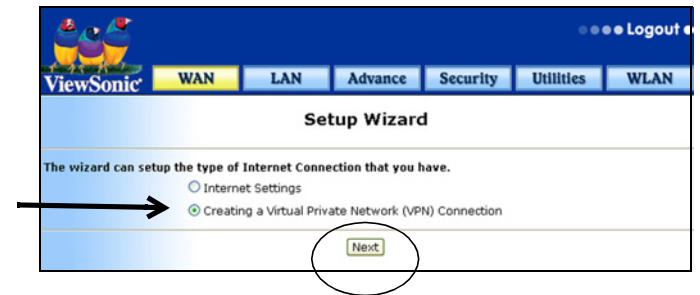 Logout
ViewSonic® WAN LAN Advance Security Utilities WLAN
Setup Wizard
The wizard can setup the type of Internet Connection that you have.
Internet Settings
Creating a Virtual Private Network (VPN) Connection
Next